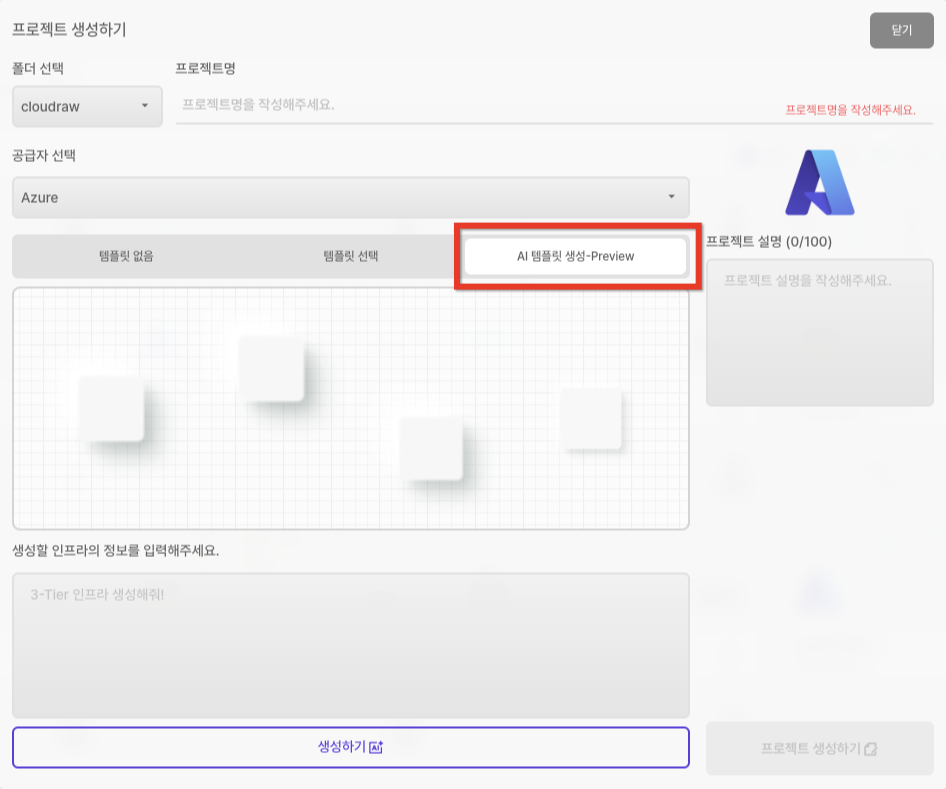 프로젝트 생성하기
닫기
폴더 선택
프로젝트명
cloudraw
프로젝트명을 작성해주세요.
프로젝트명을 작성해주세요.
공급자 선택
Azure
템플릿 없음
템플릿 선택
AI 템플릿 생성-Preview
프로젝트 설명 (0/100)
프로젝트 설명을 작성해주세요.
생성할 인프라의 정보를 입력해주세요.
3-Tier 인프라 생성해줘!
생성하기
프로젝트 생성하기